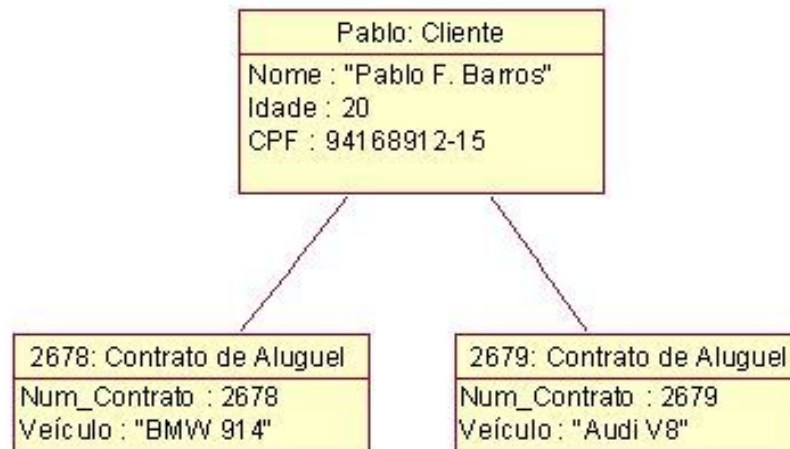 Pablo: Cliente
Nome : "Pablo F. Barros"
Idade : 20
CPF : 94168912-15
2678: Contrato de Aluguel
Num_Contrato : 2678
Veículo : "BMW 914"
2679: Contrato de Aluguel
Num_Contrato : 2679
Veículo : "Audi V8"